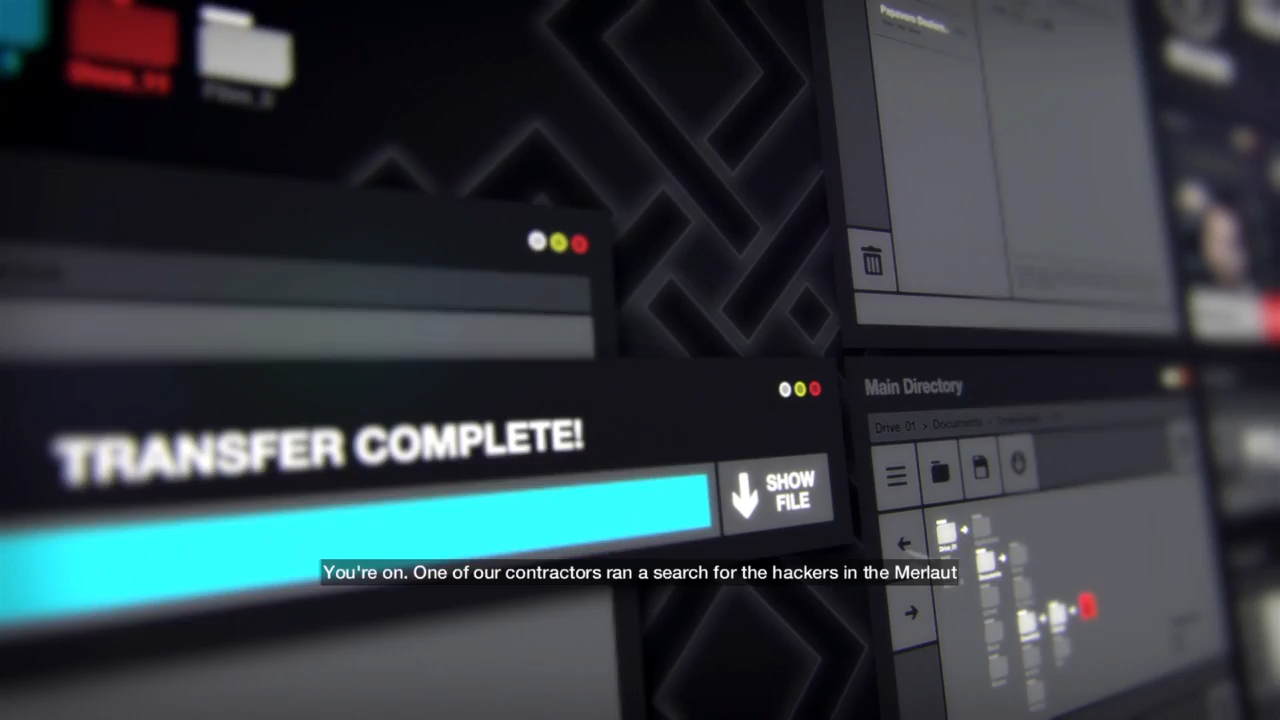 TRANSFER COMPLETE!
SHOW
FILE
Main Directory
Drive 01 > Documents >
You're on. One of our contractors ran a search for the hackers in the Merlaut